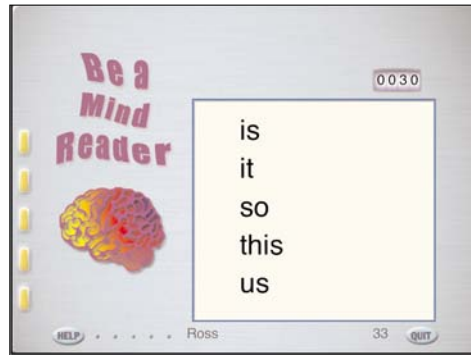 Be a
Mind
Reader
0030
is
it
so
this
us
HELP
Ross
33
QUIT